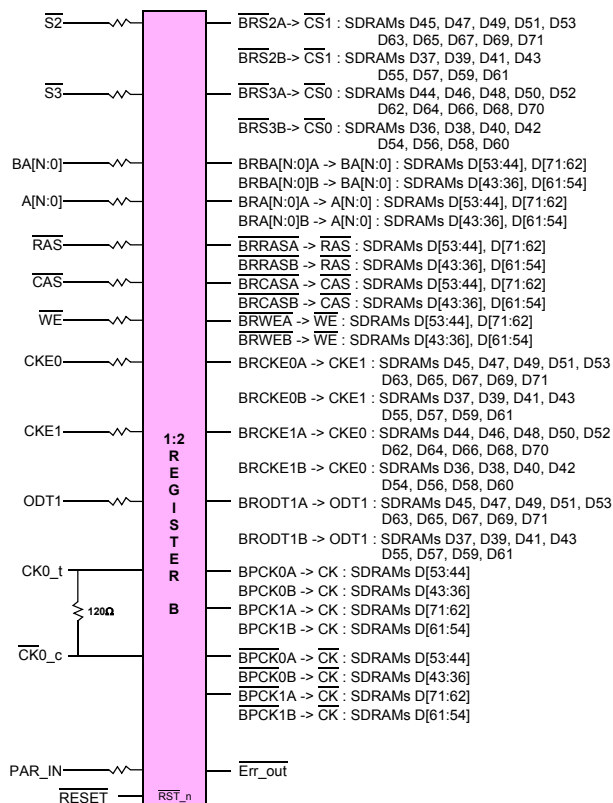 S2
BRS2A-> CS1 : SDRAMs D45, D47, D49, D51, D53
D63, D65, D67, D69, D71
BRS2B-> CS1 : SDRAMs D37, D39, D41, D43
D55, D57, D59, D61
S3
BRS3A-> CS0 : SDRAMs D44, D46, D48, D50, D52
D62, D64, D66, D68, D70
BRS3B-> CS0 : SDRAMs D36, D38, D40, D42
D54, D56, D58, D60
BA[N:0]
BRBA[N:0]A -> BA[N:0] : SDRAMs D[53:44], D[71:62]
BRBA[N:0]B -> BA[N:0] : SDRAMs D[43:36], D[61:54]
A[N:0]
BRA[N:0]A -> A[N:0] : SDRAMs D[53:44], D[71:62]
BRA[N:0]B -> A[N:0] : SDRAMs D[43:36], D[61:54]
RAS
BRRASA -> RAS : SDRAMs D[53:44], D[71:62]
BRRASB -> RAS : SDRAMs D[43:36], D[61:54]
CAS
BRCASA -> CAS : SDRAMs D[53:44], D[71:62]
BRCASB -> CAS : SDRAMs D[43:36], D[61:54]
WE
BRWEA -> WE : SDRAMs D[53:44], D[71:62]
BRWEB -> WE : SDRAMs D[43:36], D[61:54]
CKE0
BRCKE0A -> CKE1 : SDRAMs D45, D47, D49, D51, D53
D63, D65, D67, D69, D71
BRCKE0B -> CKE1 : SDRAMs D37, D39, D41, D43
D55, D57, D59, D61
CKE1
BRCKE1A -> CKE0 : SDRAMs D44, D46, D48, D50, D52
D62, D64, D66, D68, D70
BRCKE1B -> CKE0 : SDRAMs D36, D38, D40, D42
D54, D56, D58, D60
ODT1
BRODT1A -> ODT1 : SDRAMs D45, D47, D49, D51, D53
D63, D65, D67, D69, D71
BRODT1B -> ODT1 : SDRAMs D37, D39, D41, D43
D55, D57, D59, D61
1:2
R
E
G
I
S
T
E
R
B
CK0_t
120Ω
CK0_c
BPCK0A -> CK : SDRAMs D[53:44]
BPCK0B -> CK : SDRAMs D[43:36]
BPCK1A -> CK : SDRAMs D[71:62]
BPCK1B -> CK : SDRAMs D[61:54]
BPCK0A -> CK : SDRAMs D[53:44]
BPCK0B -> CK : SDRAMs D[43:36]
BPCK1A -> CK : SDRAMs D[71:62]
BPCK1B -> CK : SDRAMs D[61:54]
PAR_IN
Err_out
RESET
RST_n